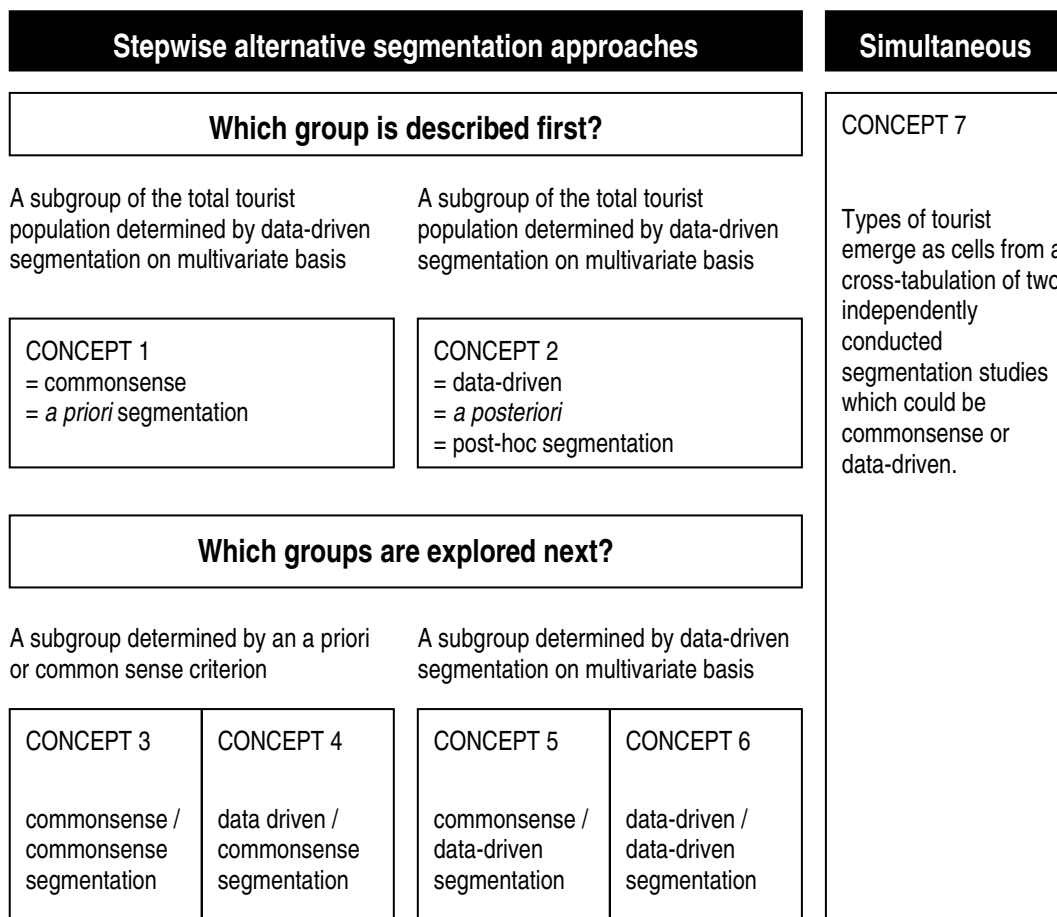 Stepwise alternative segmentation approaches
Simultaneous
Which group is described first?
A subgroup of the total tourist
population determined by data-driven
segmentation on multivariate basis
A subgroup of the total tourist
population determined by data-driven
segmentation on multivariate basis
CONCEPT 1
= commonsense
= a priori segmentation
CONCEPT 2
= data-driven
= a posteriori
= post-hoc segmentation
Which groups are explored next?
A subgroup determined by an a priori
or common sense criterion
A subgroup determined by data-driven
segmentation on multivariate basis
CONCEPT 3
commonsense /
commonsense
segmentation
CONCEPT 4
data driven /
commonsense
segmentation
CONCEPT 5
commonsense /
data-driven
segmentation
CONCEPT 6
data-driven /
data-driven
segmentation
CONCEPT 7
Types of tourist
emerge as cells from a
cross-tabulation of two
independently
conducted
segmentation studies
which could be
commonsense or
data-driven.